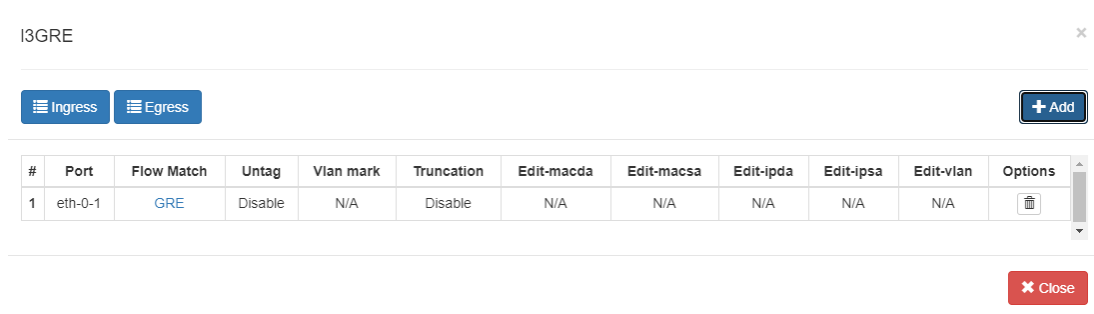 l3GRE
×
Ingress Egress Add
# Port Flow Match Untag Vlan mark Truncation Edit-macda Edit-macsa Edit-ipda Edit-ipsa Edit-vlan Options
1 eth-0-1 GRE Disable N/A Disable N/A N/A N/A N/A N/A
Close